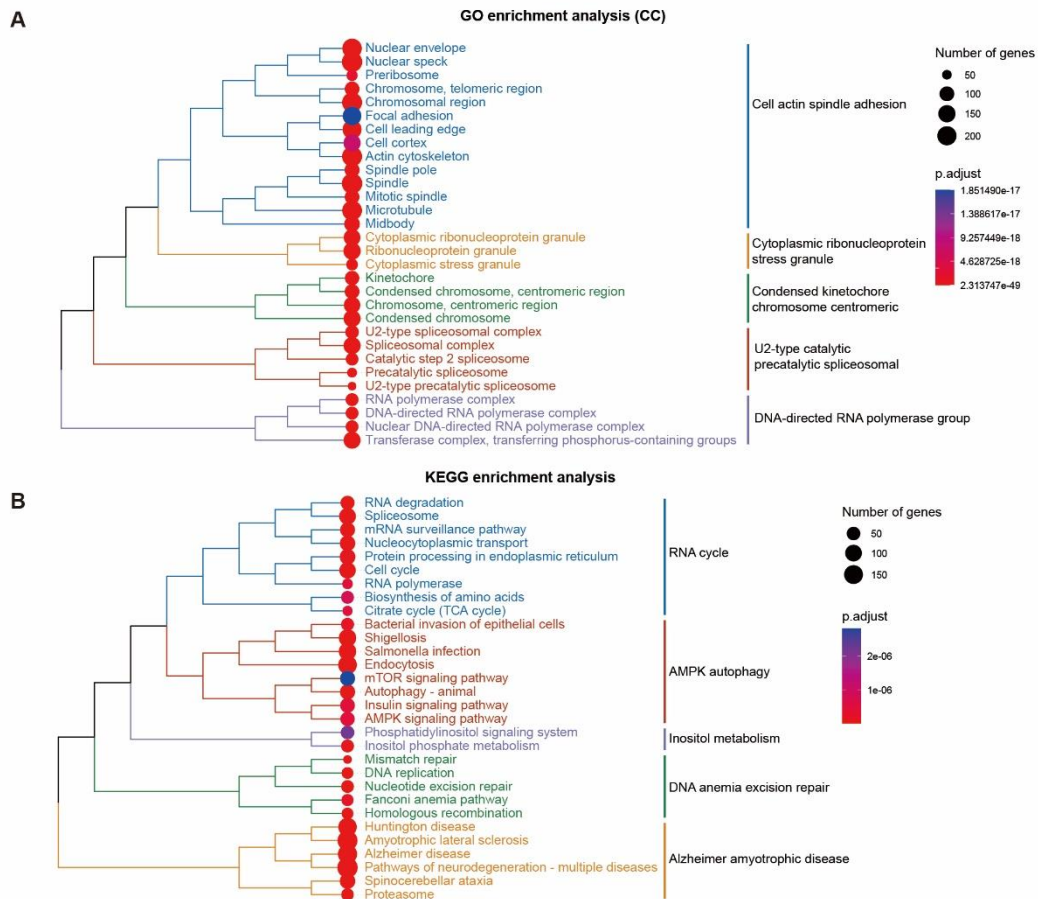 A
GO enrichment analysis (CC)
Nuclear envelope
Nuclear speck
Preribosome
Chromosome, telomeric region
Chromosomal region
Focal adhesion
Cell leading edge
Cell cortex
Actin cytoskeleton
Spindle pole
Spindle
Mitotic spindle
Microtubule
Midbody
Cytoplasmic ribonucleoprotein granule
Ribonucleoprotein granule
Cytoplasmic stress granule
Kinetochore
Condensed chromosome, centromeric region
Chromosome, centromeric region
Condensed chromosome
U2-type spliceosomal complex
Spliceosomal complex
Catalytic step 2 spliceosome
Precatalytic spliceosome
U2-type precatalytic spliceosome
RNA polymerase complex
DNA-directed RNA polymerase complex
Nuclear DNA-directed RNA polymerase complex
Transferase complex, transferring phosphorus-containing groups
Cell actin spindle adhesion
Cytoplasmic ribonucleoprotein
stress granule
Condensed kinetochore
chromosome centromeric
U2-type catalytic
precatalytic spliceosomal
DNA-directed RNA polymerase group
Number of genes
50
100
150
200
p.adjust
1.851490e-17
1.388617e-17
9.257449e-18
4.628725e-18
2.313747e-49
B
KEGG enrichment analysis
RNA degradation
Spliceosome
mRNA surveillance pathway
Nucleocytoplasmic transport
Protein processing in endoplasmic reticulum
Cell cycle
RNA polymerase
Biosynthesis of amino acids
Citrate cycle (TCA cycle)
Bacterial invasion of epithelial cells
Shigellosis
Salmonella infection
Endocytosis
mTOR signaling pathway
Autophagy - animal
Insulin signaling pathway
AMPK signaling pathway
Phosphatidylinositol signaling system
Inositol phosphate metabolism
Mismatch repair
DNA replication
Nucleotide excision repair
Fanconi anemia pathway
Homologous recombination
Huntington disease
Amyotrophic lateral sclerosis
Alzheimer disease
Pathways of neurodegeneration - multiple diseases
Spinocerebellar ataxia
Proteasome
RNA cycle
AMPK autophagy
Inositol metabolism
DNA anemia excision repair
Alzheimer amyotrophic disease
Number of genes
50
100
150
p.adjust
2e-06
1e-06